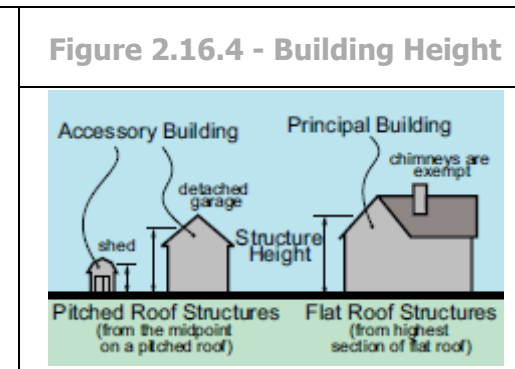 Figure 2.16.4 - Building Height
Accessory Building
Principal Building
chimneys are
exempt
detached
garage
shed
Structure
Height
Pitched Roof Structures
(from the midpoint
on a pitched roof)
Flat Roof Structures
(from highest
section of flat roof)